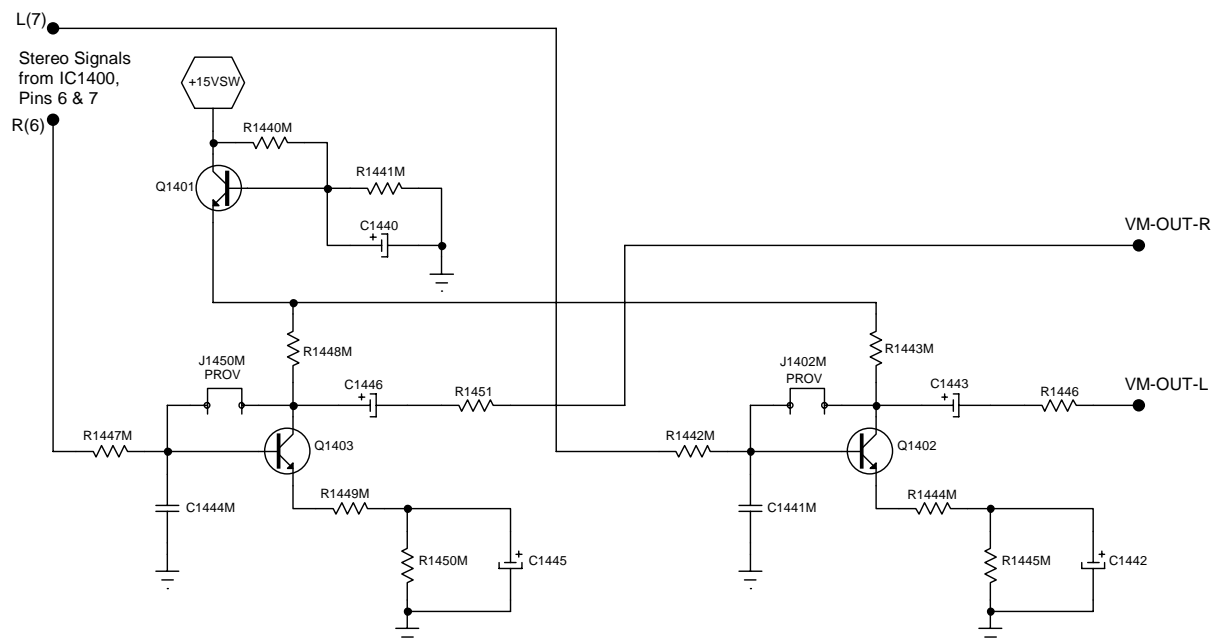 L(7)
Stereo Signals
from IC1400,
Pins 6 & 7
R(6)
+15VSW
R1440M
R1441M
Q1401
C1440
+
VM-OUT-R
R1448M
R1443M
J1450M
PROV
C1446
+
R1451
J1402M
PROV
C1443
+
R1446
VM-OUT-L
R1447M
Q1403
R1442M
Q1402
R1449M
R1444M
C1444M
C1441M
R1450M
+
C1445
R1445M
+
C1442